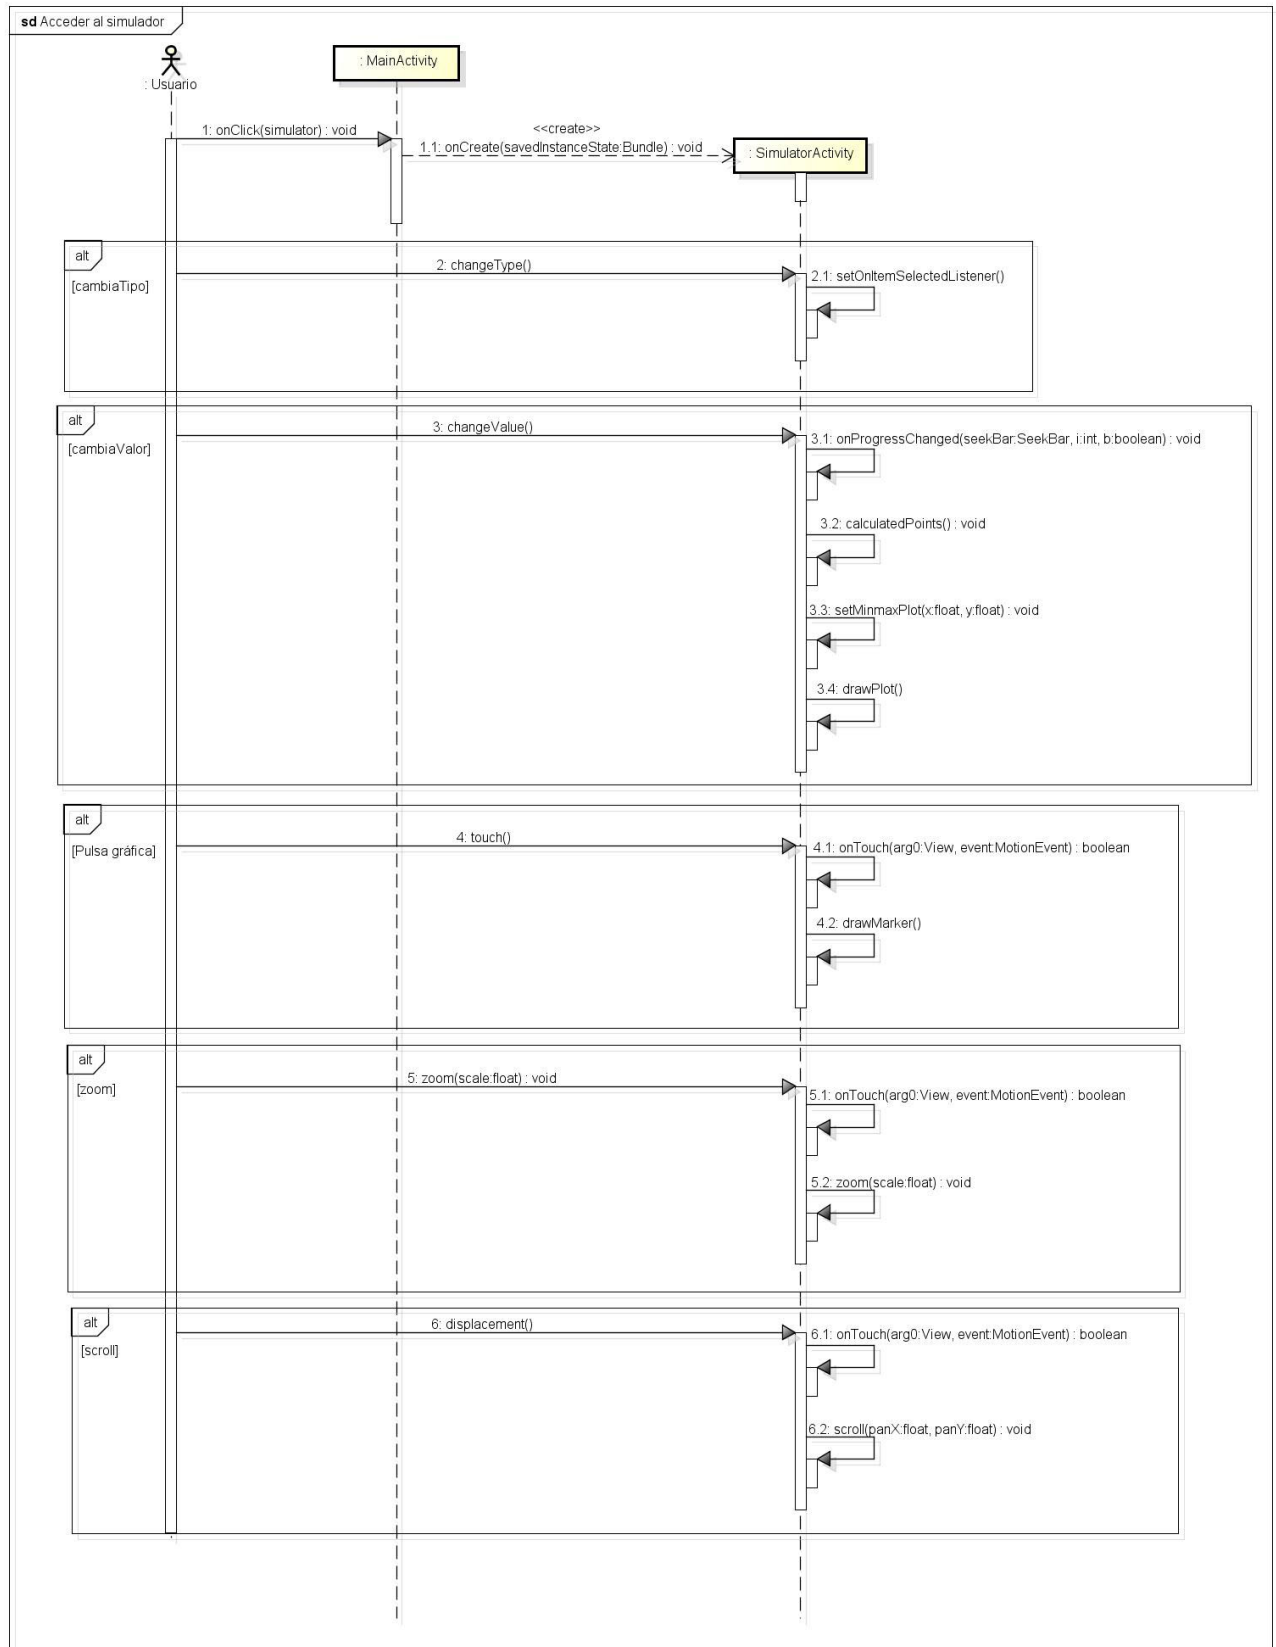 sd Acceder al simulador
: Usuario
: MainActivity
1: onClick(simulator) : void
<<create>>
1.1: onCreate(savedInstanceState:Bundle) : void
: SimulatorActivity
alt
[cambiaTipo]
2: changeType()
2.1: setOnItemSelectedListener()
alt
[cambiaValor]
3: changeValue()
3.1: onProgressChanged(seekBar:SeekBar, i:int, b:boolean) : void
3.2: calculatedPoints() : void
3.3: setMinmaxPlot(x:float, y:float) : void
3.4: drawPlot()
alt
[Pulsa gráfica]
4: touch()
4.1: onTouch(arg0:View, event:MotionEvent) : boolean
4.2: drawMarker()
alt
[zoom]
5: zoom(scale:float) : void
5.1: onTouch(arg0:View, event:MotionEvent) : boolean
5.2: zoom(scale:float) : void
alt
[scroll]
6: displacement()
6.1: onTouch(arg0:View, event:MotionEvent) : boolean
6.2: scroll(panX:float, panY:float) : void